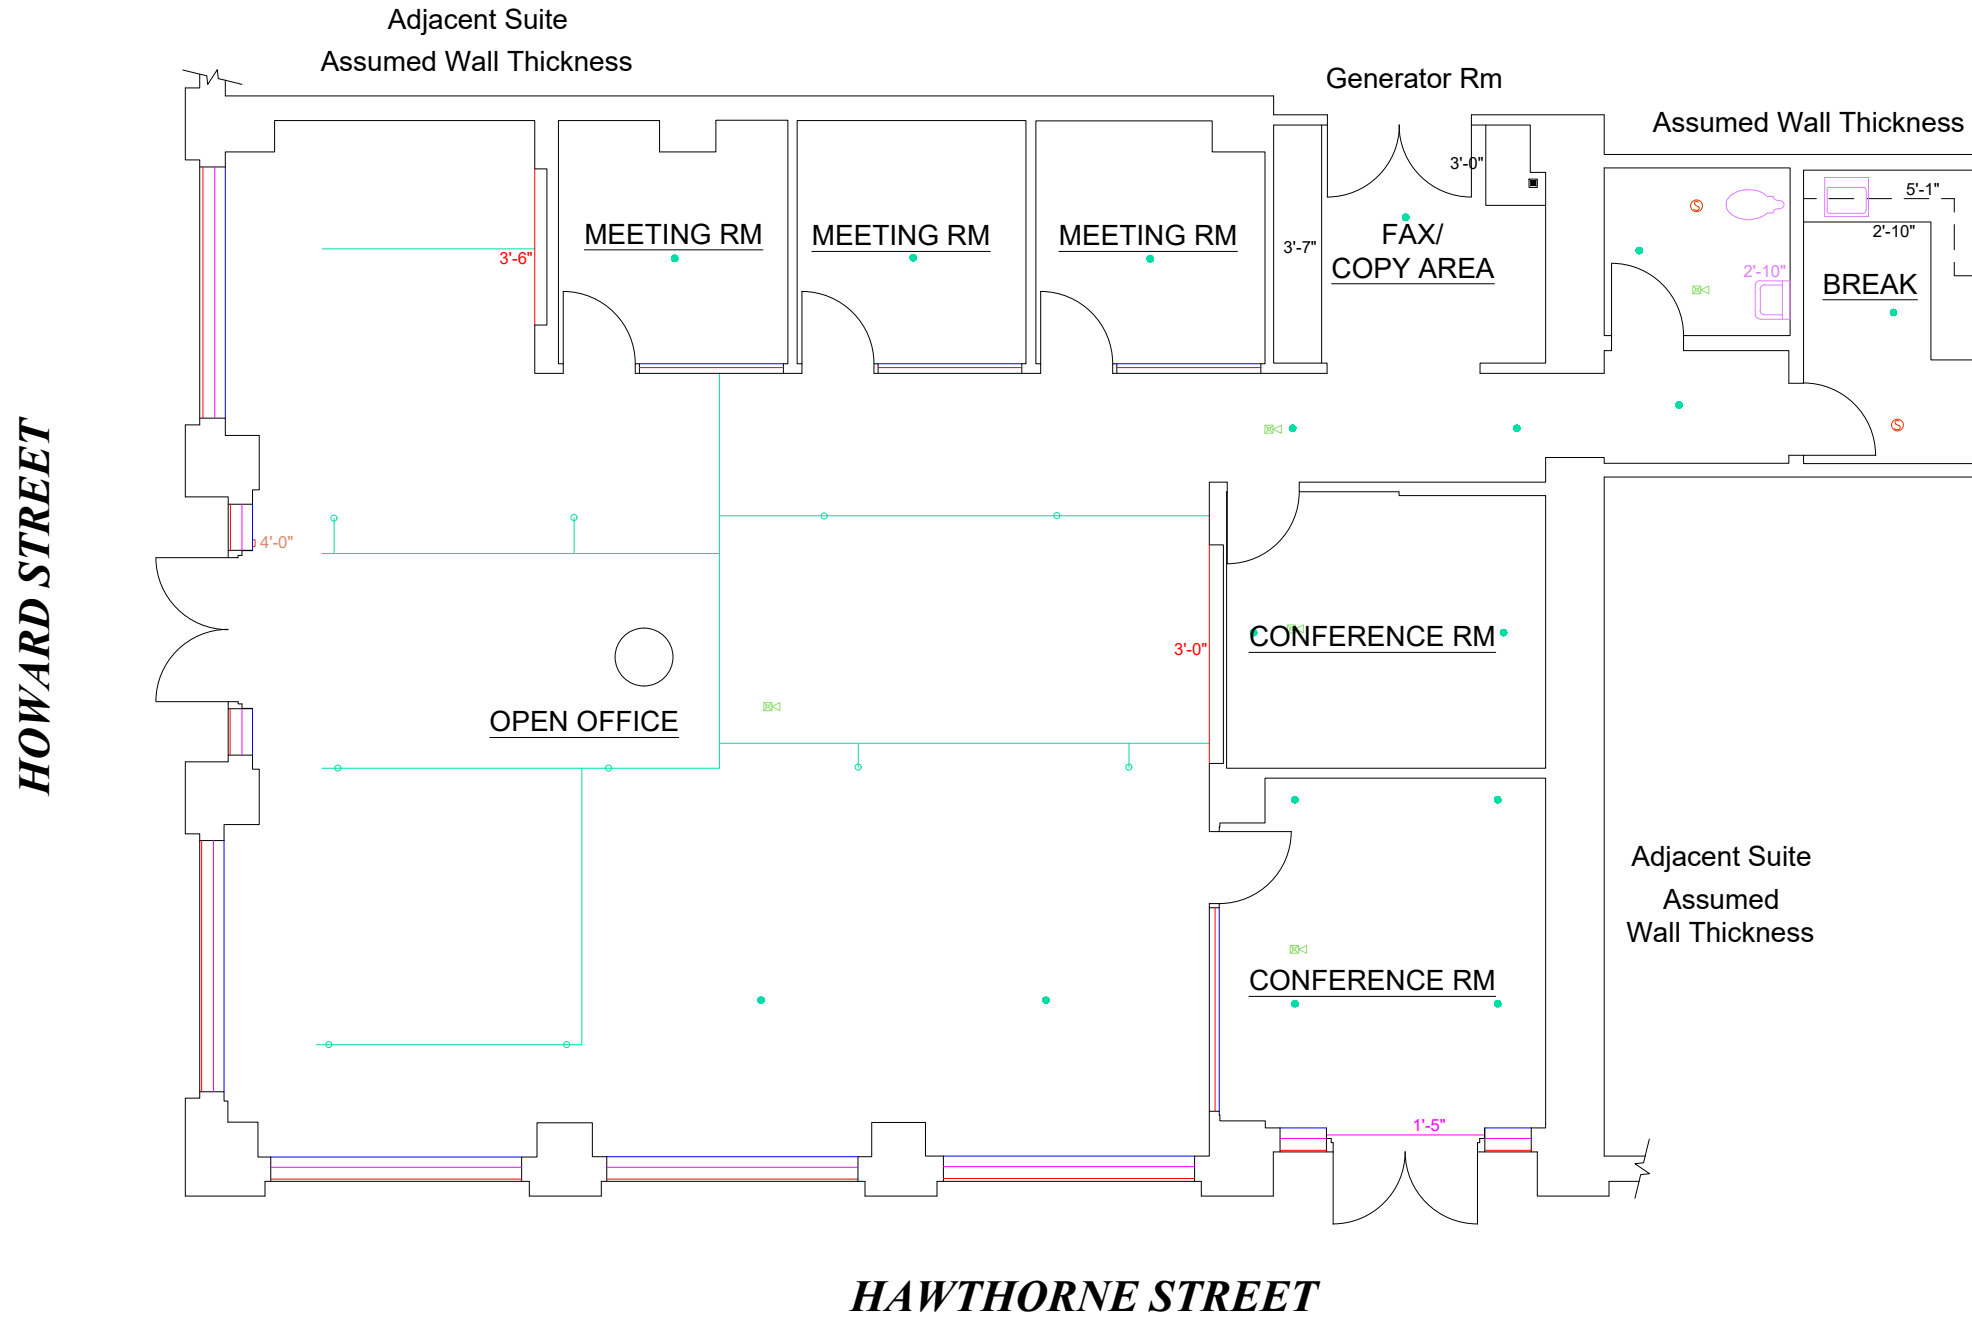 Adjacent Suite
Assumed Wall Thickness
Generator Rm
Assumed Wall Thickness
3'-0"
5'-1"
2'-10"
MEETING RM
MEETING RM
MEETING RM
3'-6"
3'-7"
FAX/
COPY AREA
2'-10"
BREAK
S
S
HOWARD STREET
4'-0"
3'-0"
CONFERENCE RM
OPEN OFFICE
Adjacent Suite
Assumed
Wall Thickness
CONFERENCE RM
1'-5"
HAWTHORNE STREET